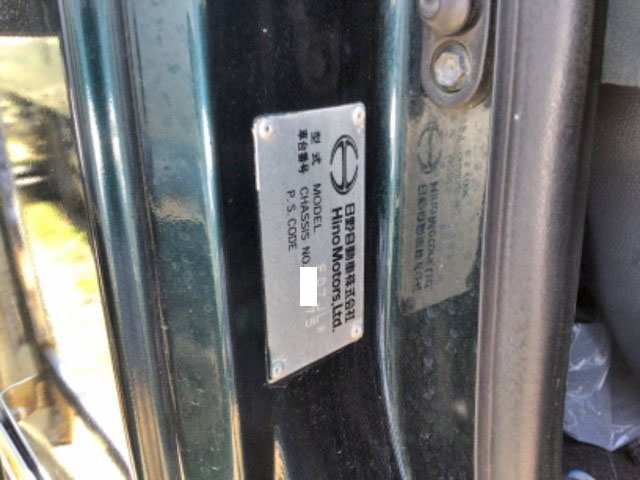 日野自動車株式会社
Hino Motors, Ltd.
型式 MODEL
車台番号 CHASSIS NO.
P.S.CODE